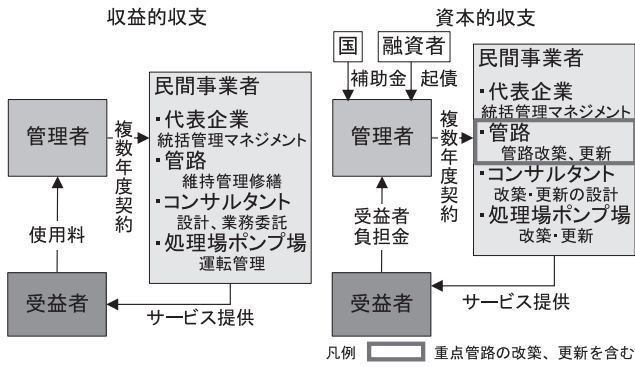 収益的収支
管理者
複数年度契約
民間事業者
・代表企業
統括管理マネジメント
・管路
維持管理修繕
・コンサルタント
設計、業務委託
・処理場ポンプ場
運転管理
使用料
受益者
サービス提供
資本的収支
国
融資者
補助金
起債
管理者
複数年度契約
民間事業者
・代表企業
統括管理マネジメント
・管路
管路改築、更新
・コンサルタント
改築・更新の設計
・処理場ポンプ場
改築・更新
受益者
負担金
受益者
サービス提供
凡例
重点管路の改築、更新を含む